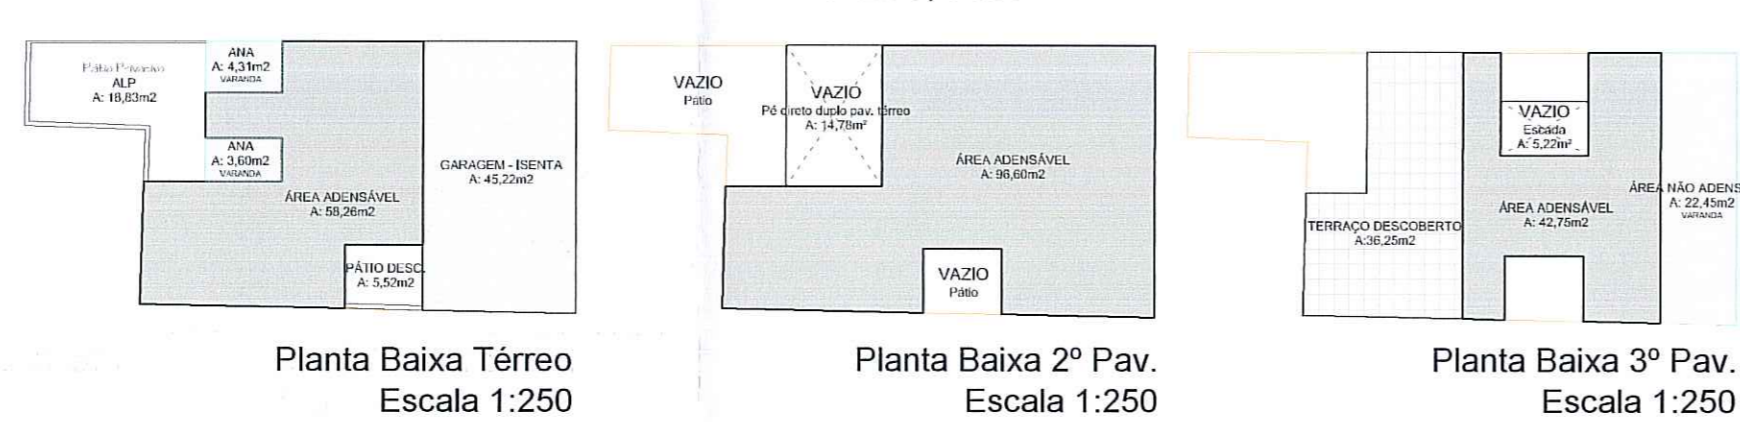 Pátio Privativo
ALP
A: 18,83m2
ANA
A: 4,31m2
VARANDA
ANA
A: 3,60m2
VARANDA
ÁREA ADENSÁVEL
A: 58,26m2
GARAGEM - ISENTA
A: 45,22m2
PÁTIO DESC.
A: 5,52m2
Planta Baixa Térreo
Escala 1:250
VAZIO
Pátio
VAZIO
Pé direto duplo pav. térreo
A: 14,78m²
ÁREA ADENSÁVEL
A: 96,60m2
VAZIO
Pátio
Planta Baixa 2º Pav.
Escala 1:250
VAZIO
Escada
A: 5,22m²
TERRAÇO DESCOBERTO
A:36,25m2
ÁREA ADENSÁVEL
A: 42,75m2
ÁREA NÃO ADENS
A: 22,45m2
VARANDA
Planta Baixa 3º Pav.
Escala 1:250